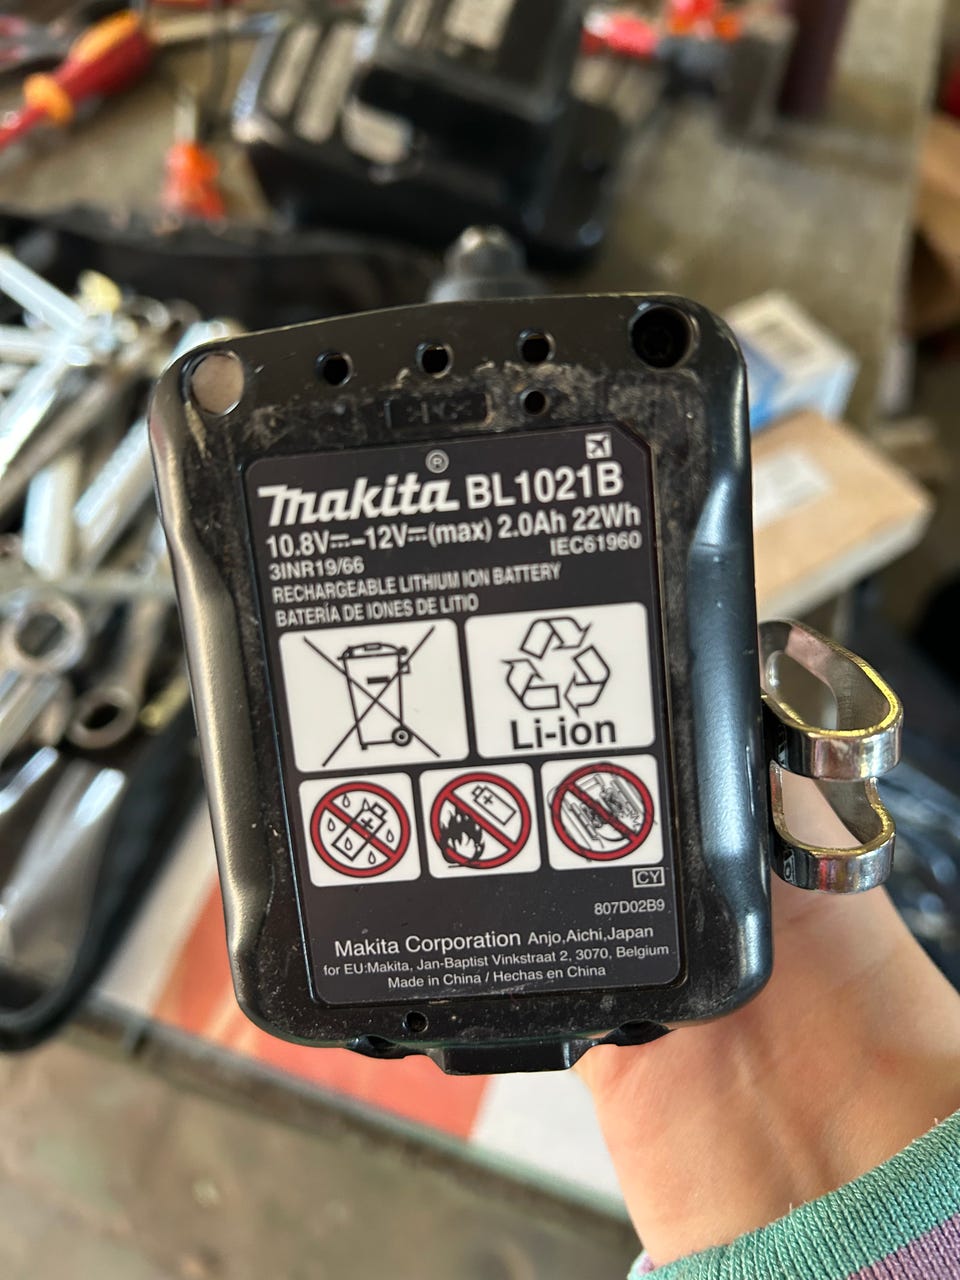 makita® BL1021B
10.8V⎓–12V⎓(max) 2.0Ah 22Wh
3INR19/66 IEC61960
RECHARGEABLE LITHIUM ION BATTERY
BATERÍA DE IONES DE LITIO
Li-ion
CY
807D02B9
Makita Corporation Anjo,Aichi,Japan
for EU:Makita, Jan-Baptist Vinkstraat 2, 3070, Belgium
Made in China / Hechas en China